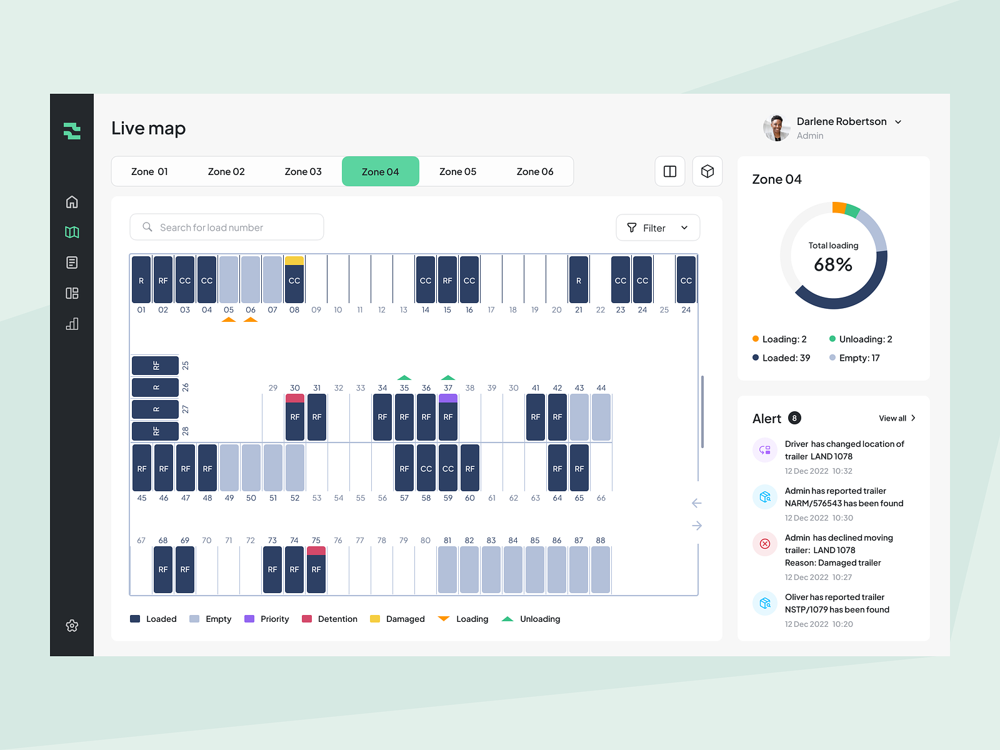 Live map
Darlene Robertson
Admin
Zone 01 Zone 02 Zone 03 Zone 04 Zone 05 Zone 06
Search for load number
Filter
R RF CC CC CC CC RF CC R CC CC CC
01 02 03 04 05 06 07 08 09 10 11 12 13 14 15 16 17 18 19 20 21 22 23 24 25 24
RF 25
R 26
R 27
RF 28
29 30 31 32 33 34 35 36 37 38 39 30 41 42 43 44
RF RF RF RF RF RF RF RF
RF RF RF RF RF CC CC RF RF RF
45 46 47 48 49 50 51 52 53 54 55 56 57 58 59 60 61 62 63 64 65 66
67 68 69 70 71 72 73 74 75 76 77 78 79 80 81 82 83 84 85 86 87 88
RF RF RF RF RF
Loaded Empty Priority Detention Damaged Loading Unloading
Zone 04
Total loading
68%
Loading: 2 Unloading: 2
Loaded: 39 Empty: 17
Alert 8 View all
Driver has changed location of
trailer LAND 1078
12 Dec 2022 10:32
Admin has reported trailer
NARM/576543 has been found
12 Dec 2022 10:30
Admin has declined moving
trailer: LAND 1078
Reason: Damaged trailer
12 Dec 2022 10:27
Oliver has reported trailer
NSTP/1079 has been found
12 Dec 2022 10:20